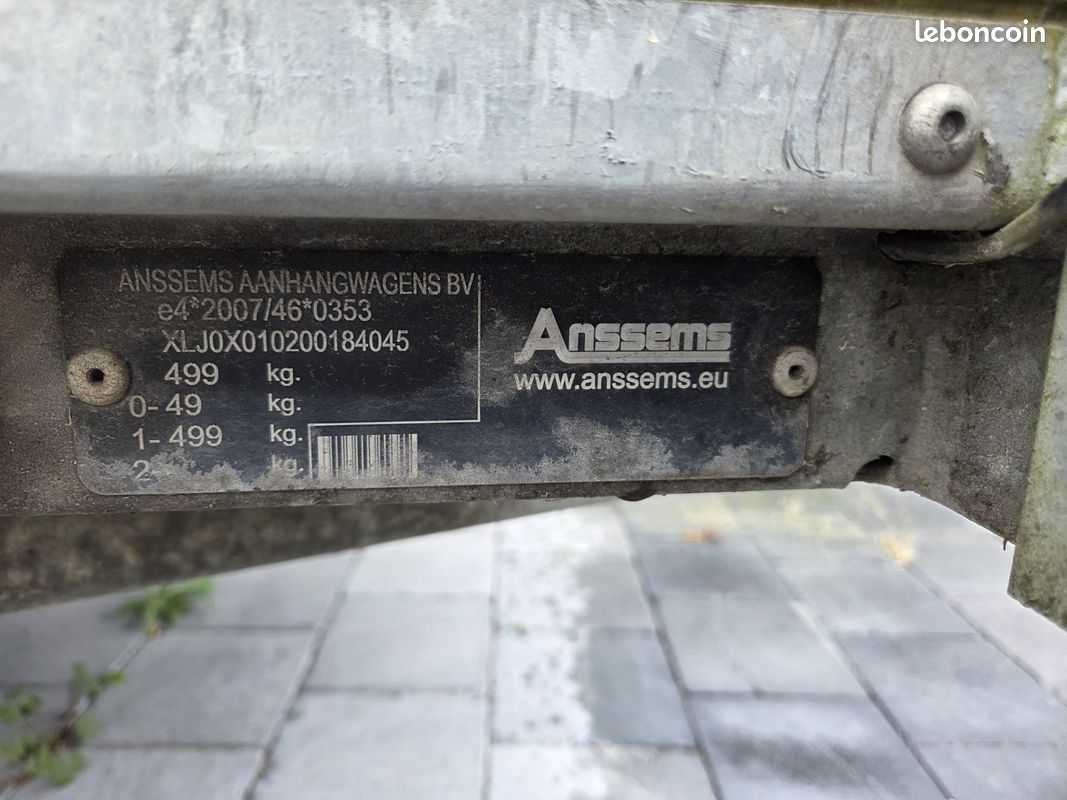 leboncoin
ANSSEMS AANHANGWAGENS BV
e4*2007/46*0353
XLJ0X010200184045
499 kg.
0- 49 kg.
1- 499 kg.
2- kg.
Anssems
www.anssems.eu